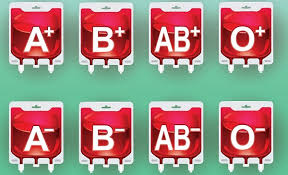 A+ B+ AB+ O+
A- B- AB- O-